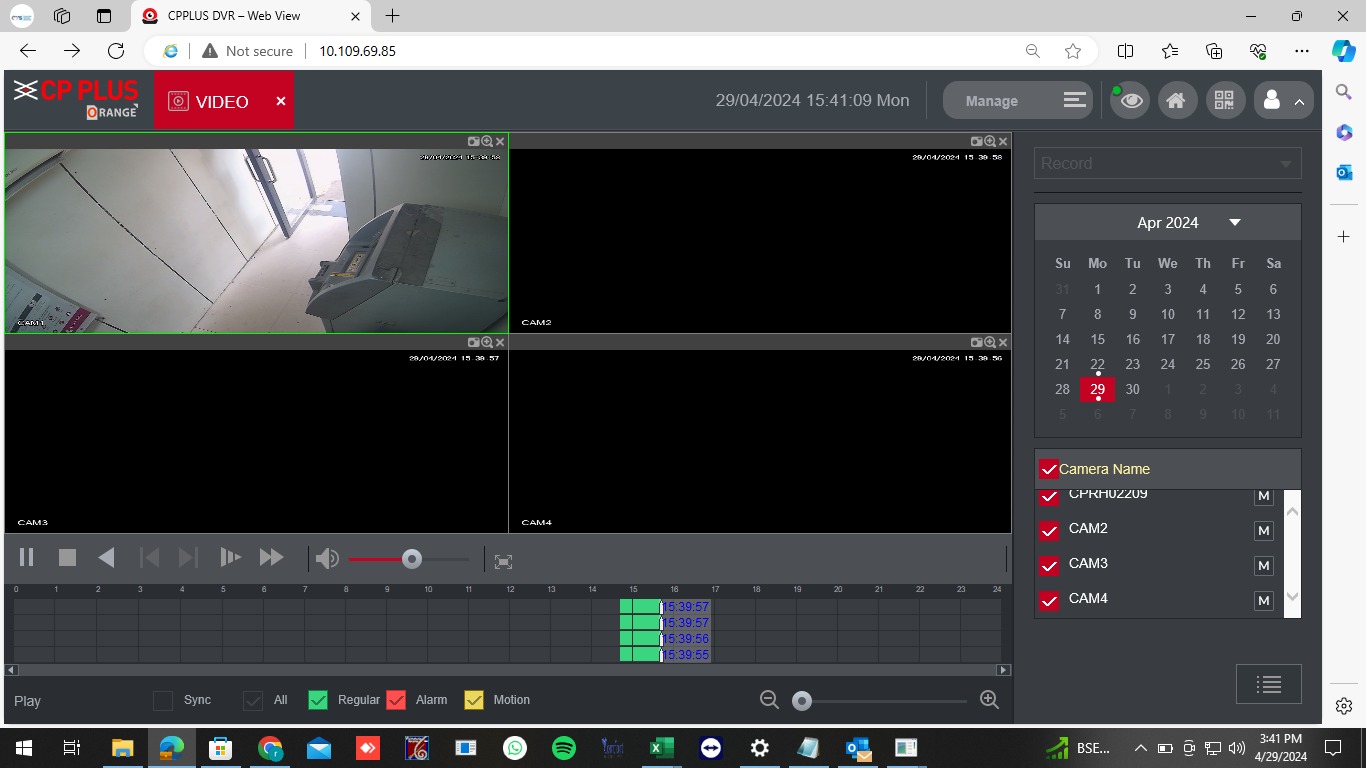 CPPLUS DVR – Web View
Not secure
10.109.69.85
CP PLUS
ORANGE
VIDEO
29/04/2024 15:41:09 Mon
Manage
29/04/2024 15:39:58
CAM1
29/04/2024 15:39:58
CAM2
29/04/2024 15:39:57
CAM3
29/04/2024 15:39:56
CAM4
Record
Apr 2024
Su Mo Tu We Th Fr Sa
31 1 2 3 4 5 6
7 8 9 10 11 12 13
14 15 16 17 18 19 20
21 22 23 24 25 26 27
28 29 30 1 2 3 4
5 6 7 8 9 10 11
Camera Name
CPRH02209 M
CAM2 M
CAM3 M
CAM4 M
0 1 2 3 4 5 6 7 8 9 10 11 12 13 14 15 16 17 18 19 20 21 22 23 24
15:39:57
15:39:57
15:39:56
15:39:55
Play
Sync
All
Regular
Alarm
Motion
BSE...
3:41 PM
4/29/2024